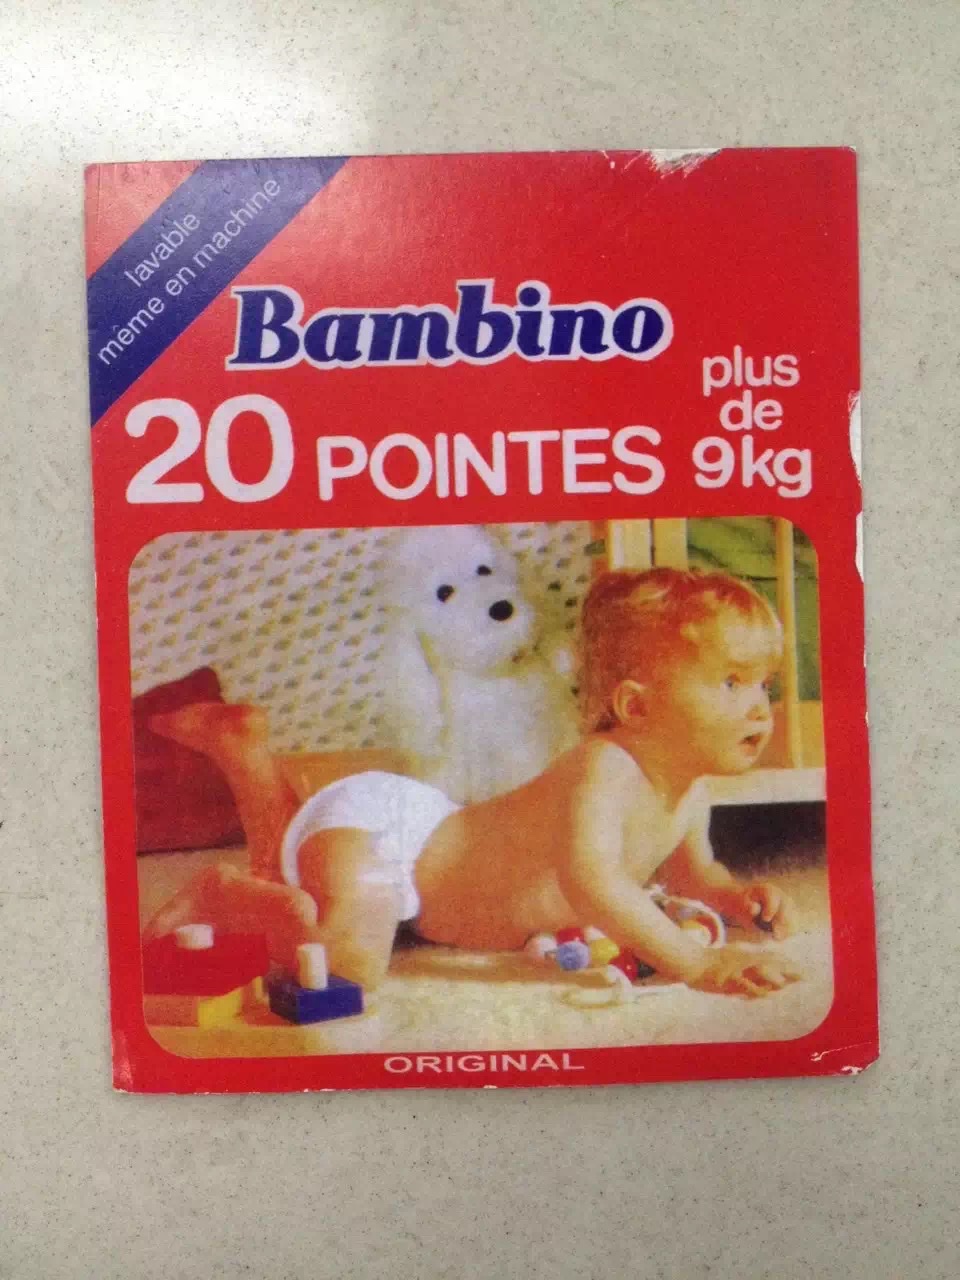 lavable
même en machine
Bambino
20 POINTES
plus
de
9kg
ORIGINAL